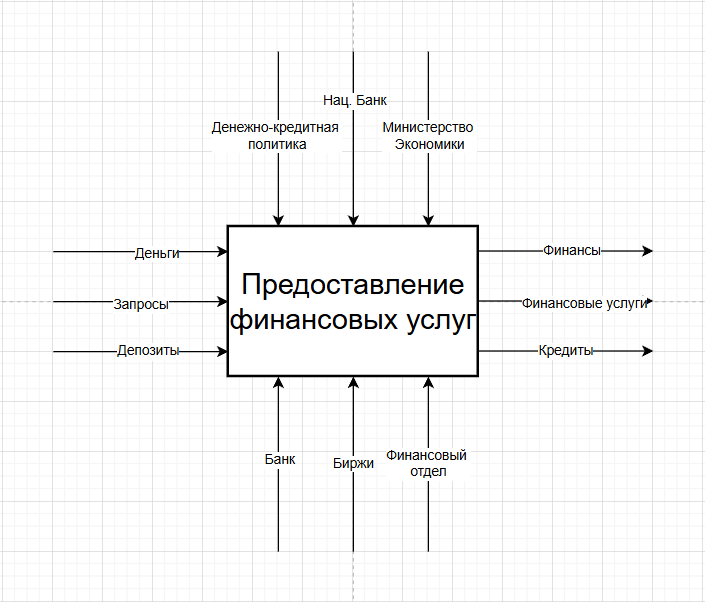 Нац. Банк
Денежно-кредитная
политика
Министерство
Экономики
Деньги
Запросы
Депозиты
Предоставление
финансовых услуг
Финансы
Финансовые услуги
Кредиты
Банк
Биржи
Финансовый
отдел